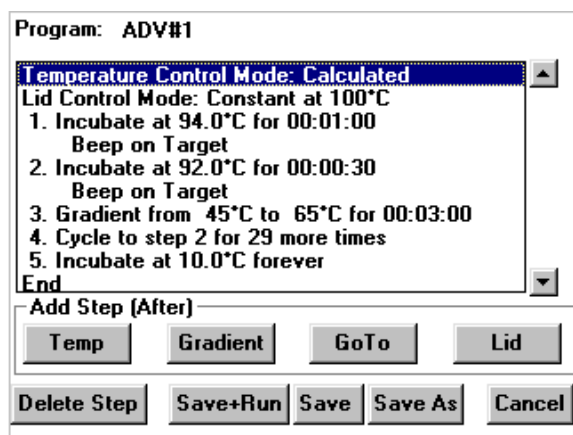 Program: ADV#1
Temperature Control Mode: Calculated
Lid Control Mode: Constant at 100°C
1. Incubate at 94.0°C for 00:01:00
Beep on Target
2. Incubate at 92.0°C for 00:00:30
Beep on Target
3. Gradient from 45°C to 65°C for 00:03:00
4. Cycle to step 2 for 29 more times
5. Incubate at 10.0°C forever
End
Add Step (After)
Temp Gradient GoTo Lid
Delete Step Save+Run Save Save As Cancel